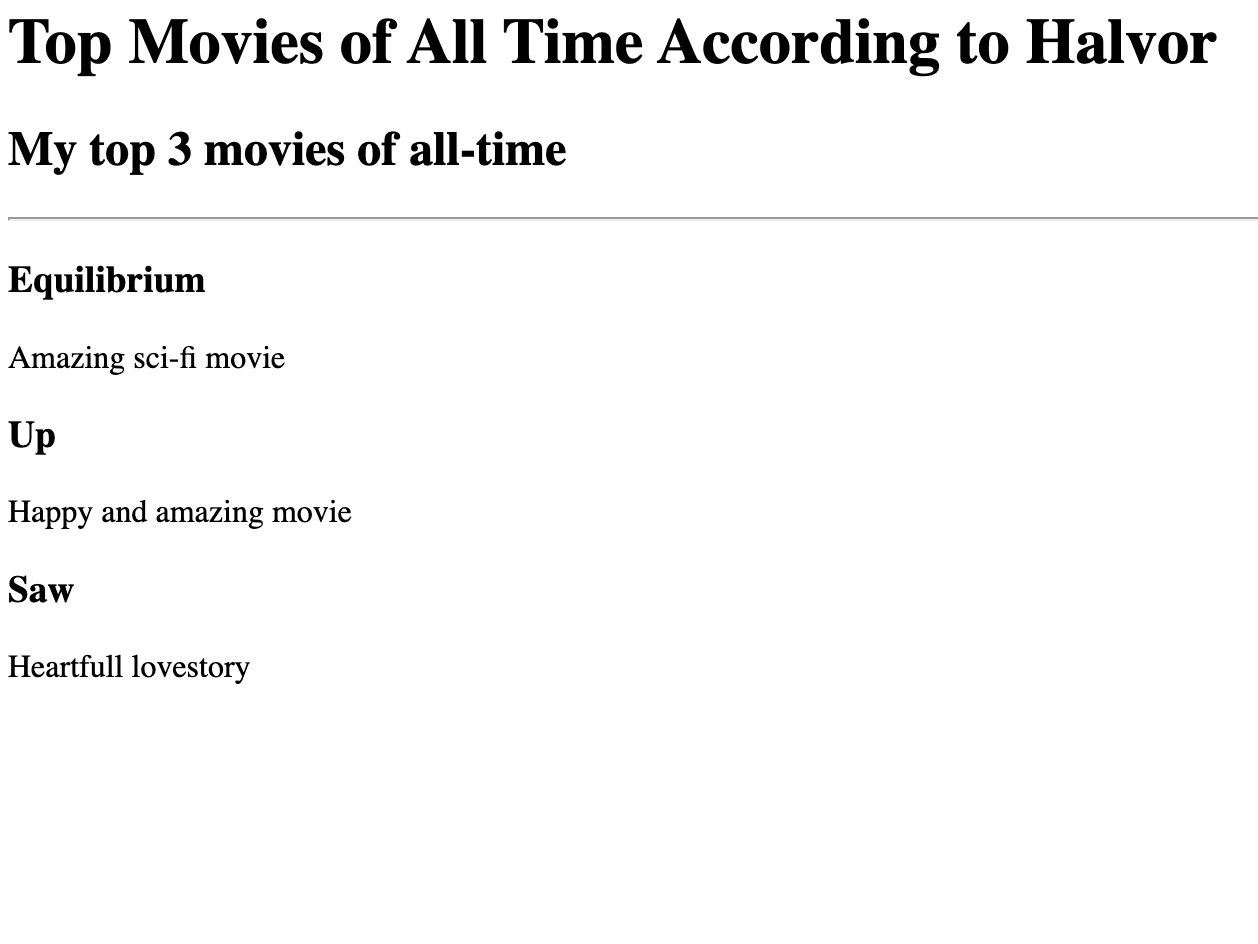 Top Movies of All Time According to Halvor
My top 3 movies of all-time
Equilibrium
Amazing sci-fi movie
Up
Happy and amazing movie
Saw
Heartfull lovestory